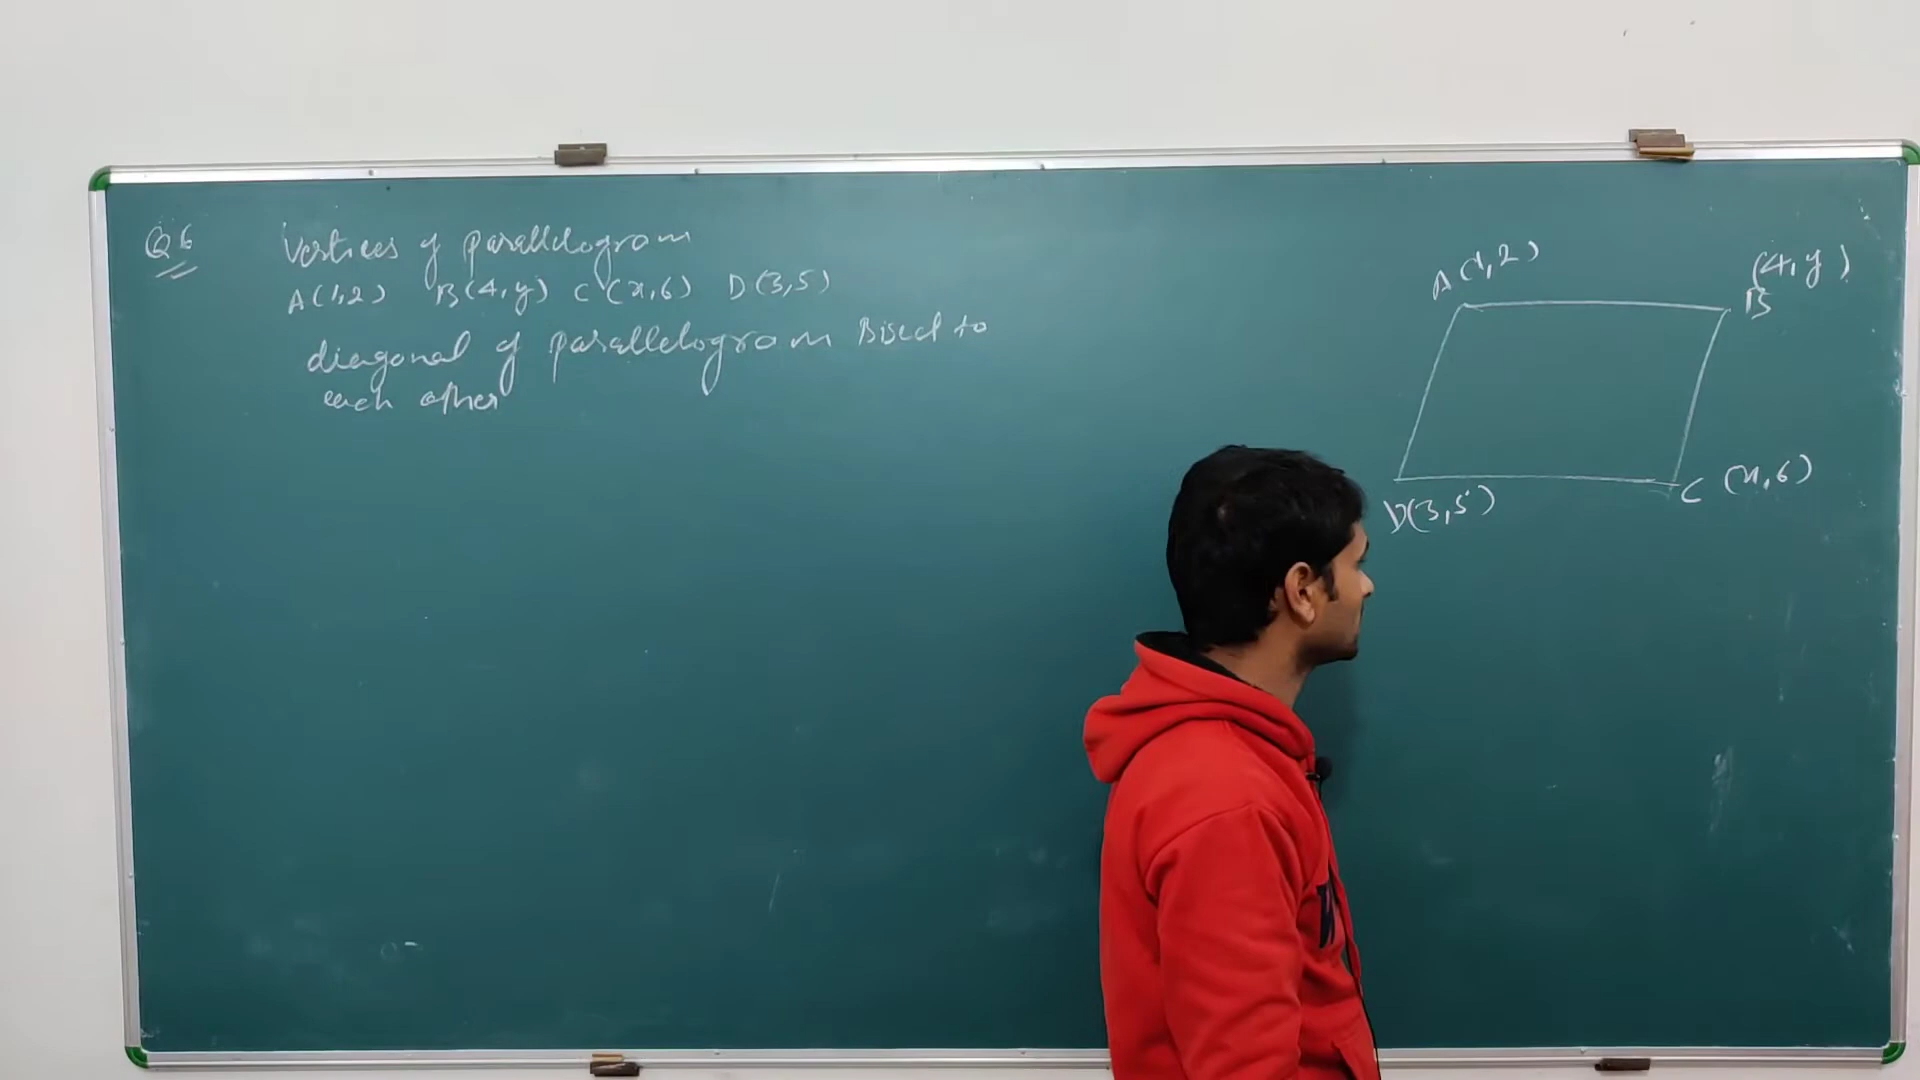 Q6
Vertices of parallelogram
A(1,2) B(4,y) C(x,6) D(3,5)
diagonal of parallelogram Bisect to
each other
A(1,2)
(4,y)
B
D(3,5)
C (x,6)